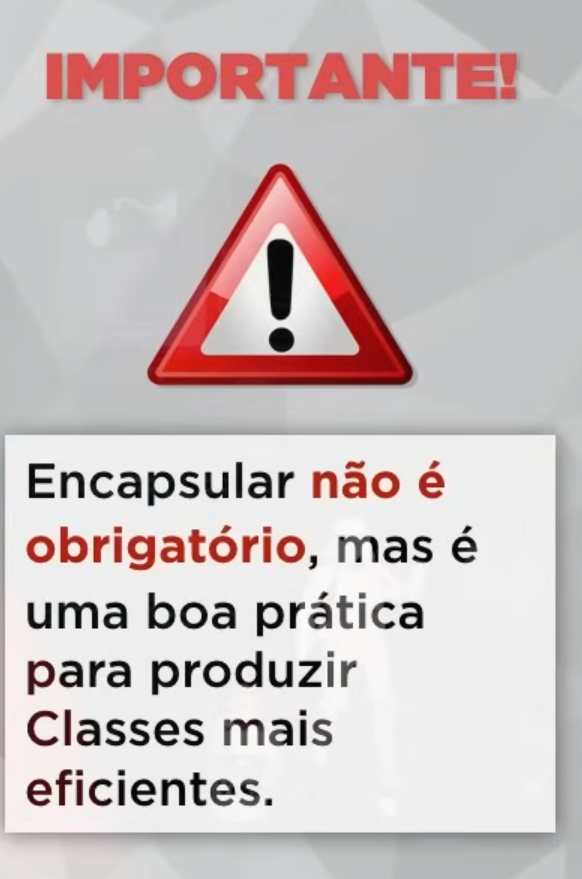 IMPORTANTE!
Encapsular não é
obrigatório, mas é
uma boa prática
para produzir
Classes mais
eficientes.